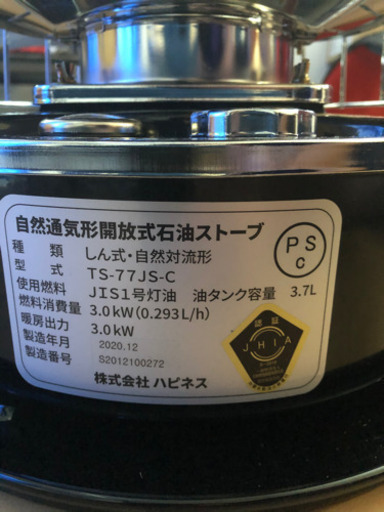 自然通気形開放式石油ストーブ
種類 しん式・自然対流形
型式 TS-77JS-C
使用燃料 JIS1号灯油 油タンク容量 3.7L
燃料消費量 3.0kW(0.293L/h)
暖房出力 3.0kW
製造年月 2020.12
製造番号 S2012100272
株式会社 ハピネス
PS
C
認証
JHIA